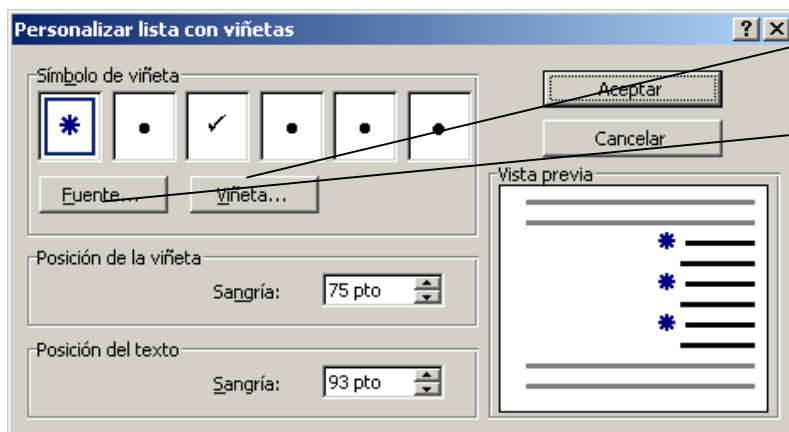 Personalizar lista con viñetas
Símbolo de viñeta
Fuente...
Viñeta...
Aceptar
Cancelar
Vista previa
Posición de la viñeta
Sangría:
75 pto
Posición del texto
Sangría:
93 pto